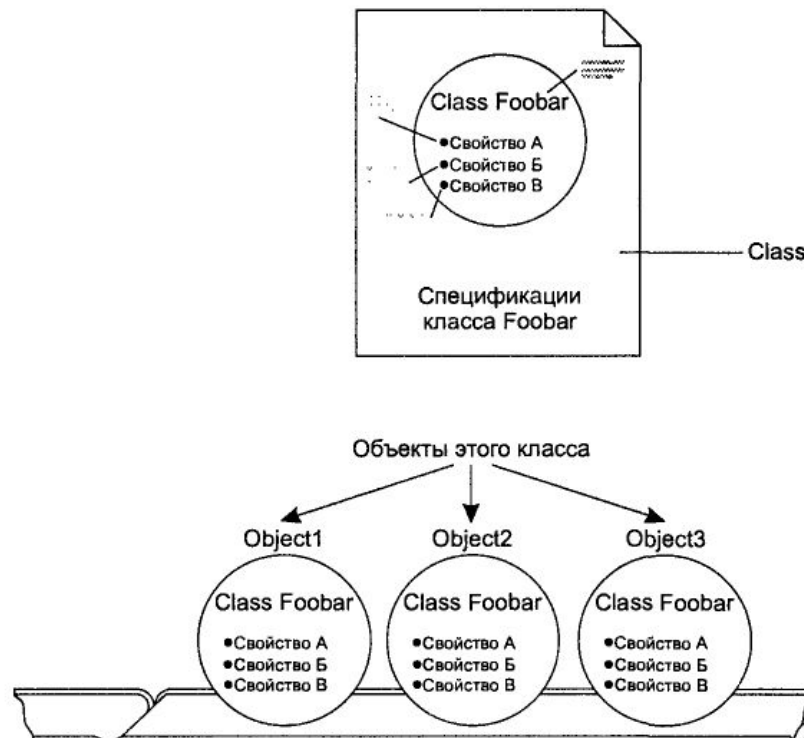 Class Foobar
•Свойство А
•Свойство Б
•Свойство В
Class
Спецификации
класса Foobar
Объекты этого класса
Object1
Object2
Object3
Class Foobar
•Свойство А
•Свойство Б
•Свойство В
Class Foobar
•Свойство А
•Свойство Б
•Свойство В
Class Foobar
•Свойство А
•Свойство Б
•Свойство В